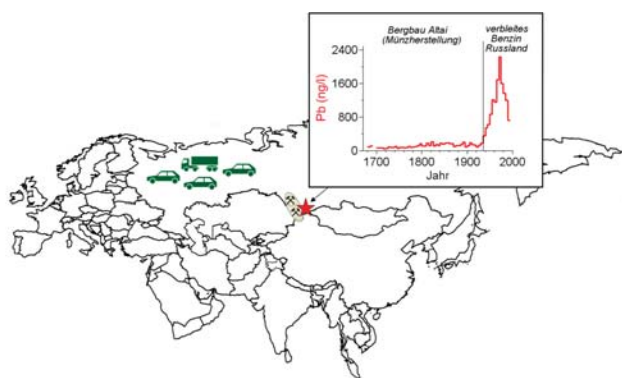 Bergbau Altai
(Münzherstellung)
verbleites
Benzin
Russland
Pb (ng/l)
2400
1600
800
0
1700
1800
1900
2000
Jahr